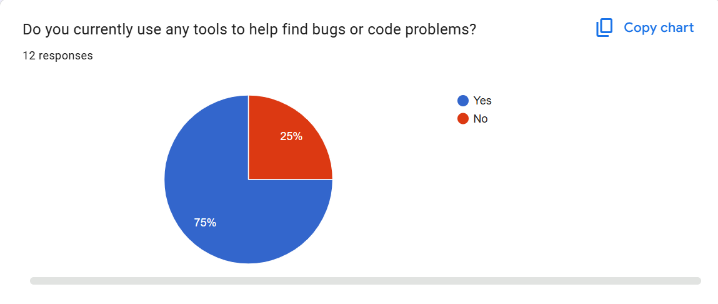 Do you currently use any tools to help find bugs or code problems?
Copy chart
12 responses
Yes
No
25%
75%